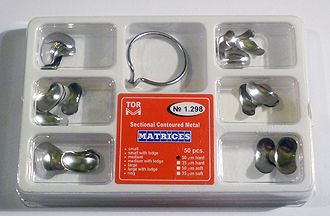 TOR
VM
№ 1.298
Sectional Contoured Metal
MATRICES
50 pcs.
• small
• small with ledge
• medium
• medium with ledge
• large
• large with ledge
• ring
50 µm hard
35 µm hard
50 µm soft
35 µm soft